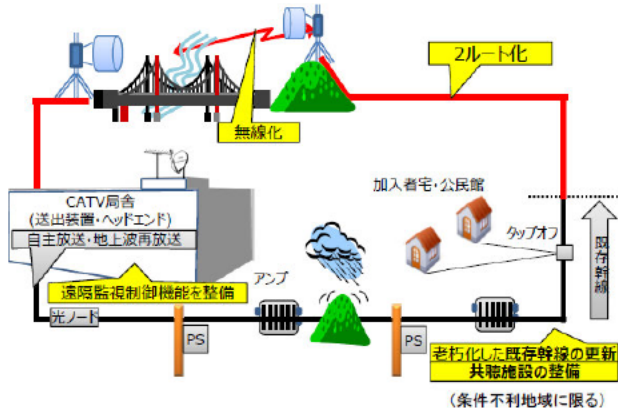 2ルート化
無線化
CATV局舎
(送出装置・ヘッドエンド)
自主放送・地上波再放送
遠隔監視制御機能を整備
光ノード
PS
アンプ
加入者宅・公民館
タップオフ
既存幹線
PS
老朽化した既存幹線の更新
共聴施設の整備
(条件不利地域に限る)